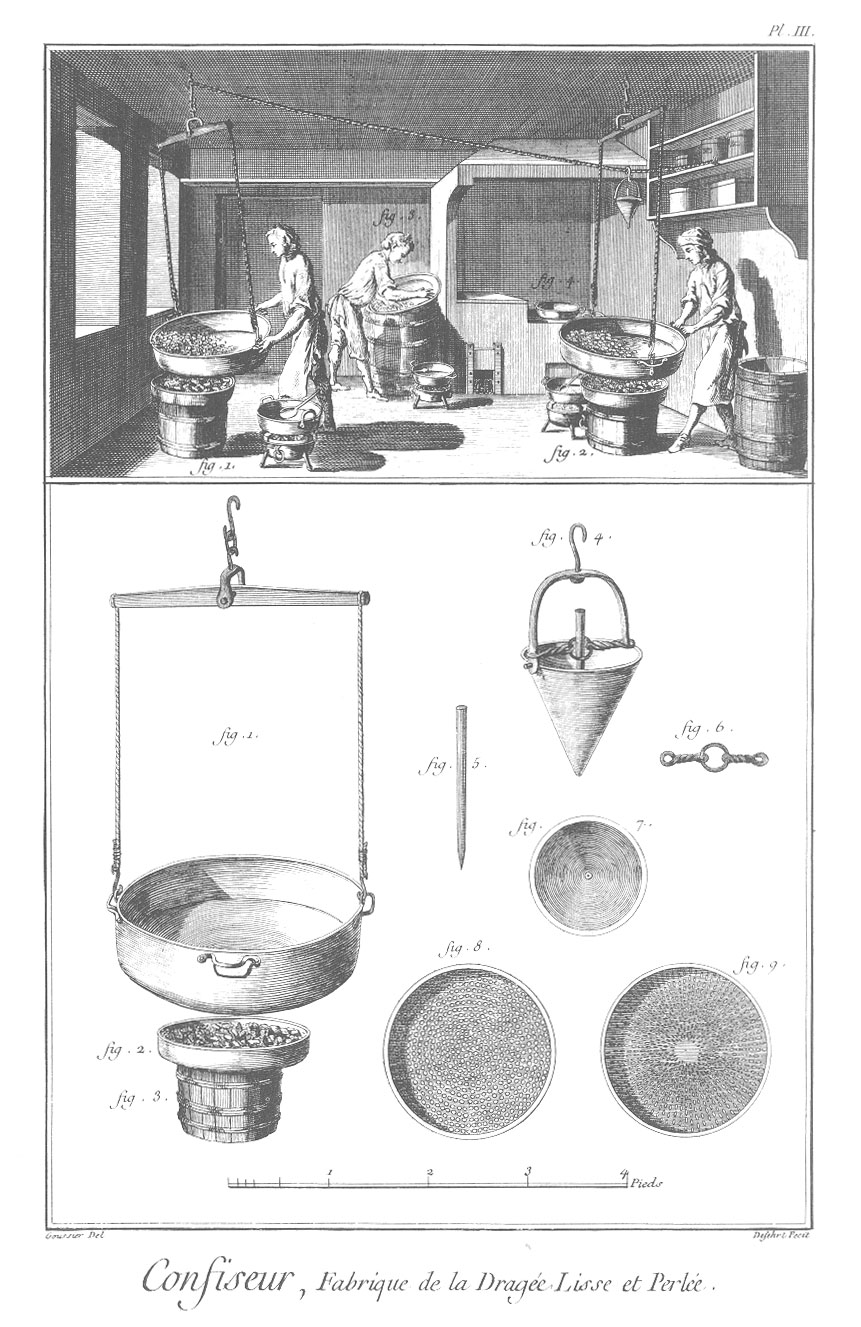 Pl. III.
fig. 3.
fig. 4.
fig. 1.
fig. 2.
fig. 4.
fig. 1.
fig. 6.
fig. 5.
fig. 7.
fig. 8.
fig. 9.
fig. 2.
fig. 3.
1 2 3 4 Pieds
Goussier Del
Defehrt Fecit
Confiseur, Fabrique de la Dragée Lisse et Perlée.